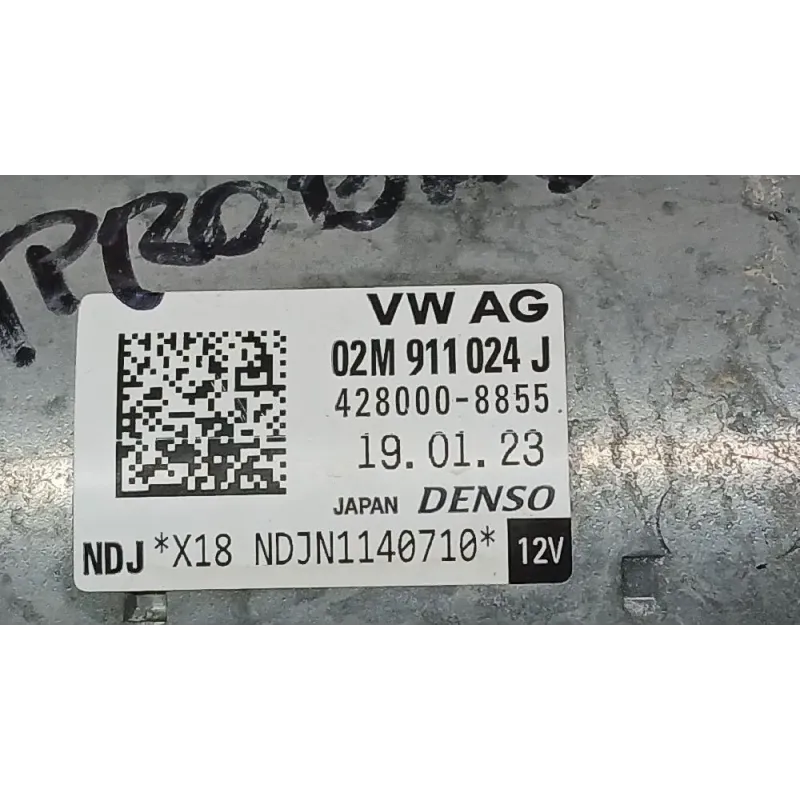 VW AG
02M 911 024 J
428000-8855
19.01.23
JAPAN DENSO
NDJ *X18 NDJN1140710* 12V